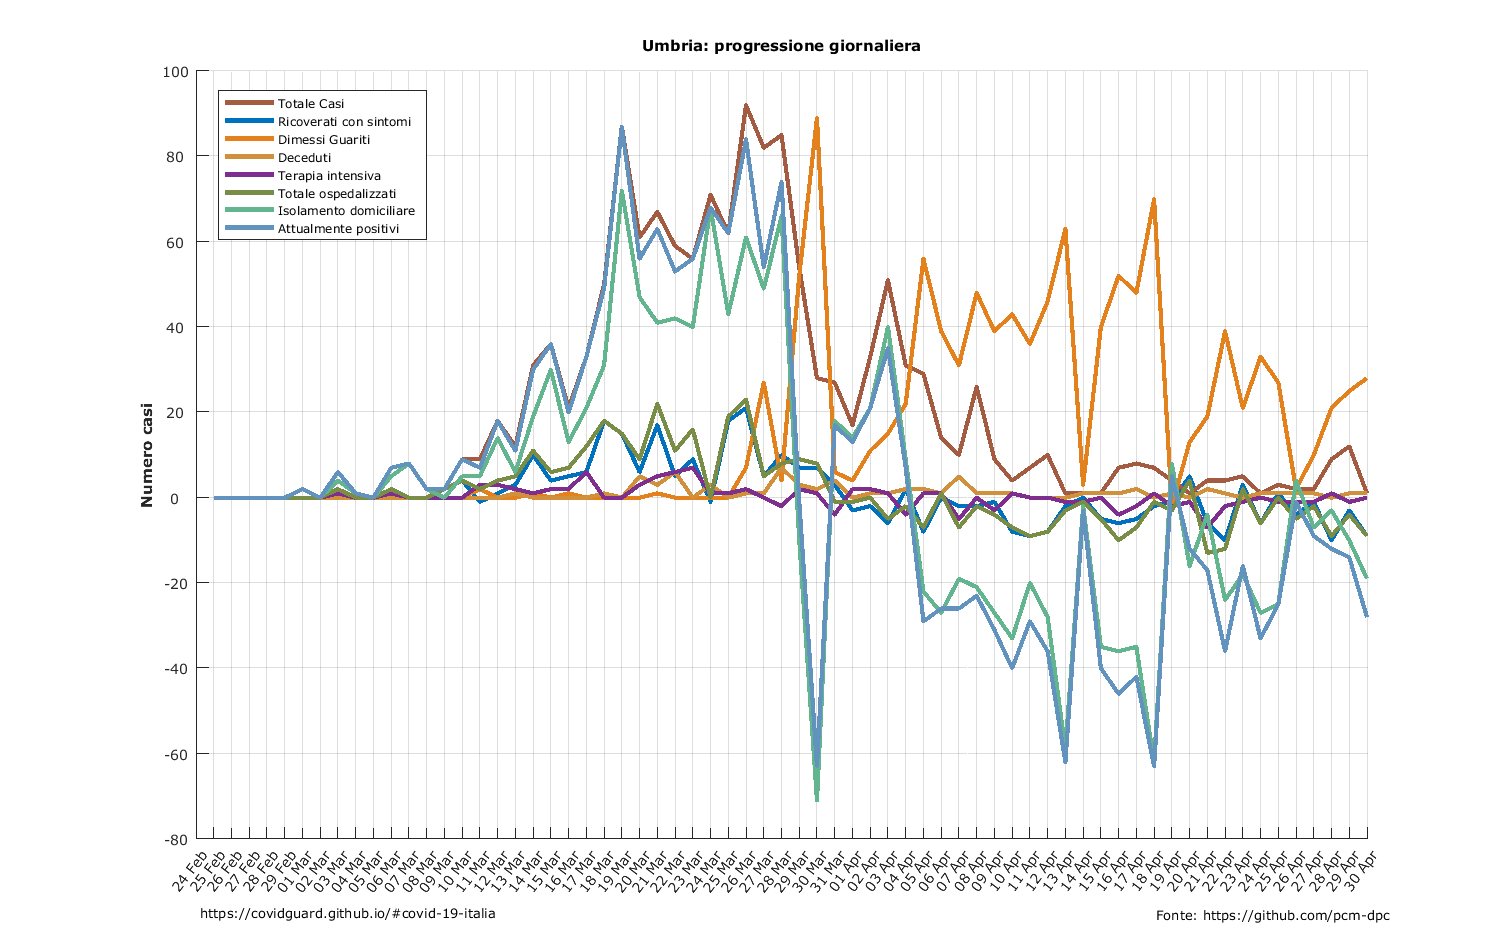 Umbria: progressione giornaliera
100
80
60
40
20
0
-20
-40
-60
-80
Numero casi
Totale Casi
Ricoverati con sintomi
Dimessi Guariti
Deceduti
Terapia intensiva
Totale ospedalizzati
Isolamento domiciliare
Attualmente positivi
24 Feb
25 Feb
26 Feb
27 Feb
28 Feb
29 Feb
01 Mar
02 Mar
03 Mar
04 Mar
05 Mar
06 Mar
07 Mar
08 Mar
09 Mar
10 Mar
11 Mar
12 Mar
13 Mar
14 Mar
15 Mar
16 Mar
17 Mar
18 Mar
19 Mar
20 Mar
21 Mar
22 Mar
23 Mar
24 Mar
25 Mar
26 Mar
27 Mar
28 Mar
29 Mar
30 Mar
31 Mar
01 Apr
02 Apr
03 Apr
04 Apr
05 Apr
06 Apr
07 Apr
08 Apr
09 Apr
10 Apr
11 Apr
12 Apr
13 Apr
14 Apr
15 Apr
16 Apr
17 Apr
18 Apr
19 Apr
20 Apr
21 Apr
22 Apr
23 Apr
24 Apr
25 Apr
26 Apr
27 Apr
28 Apr
29 Apr
30 Apr
https://covidguard.github.io/#covid-19-italia
Fonte: https://github.com/pcm-dpc